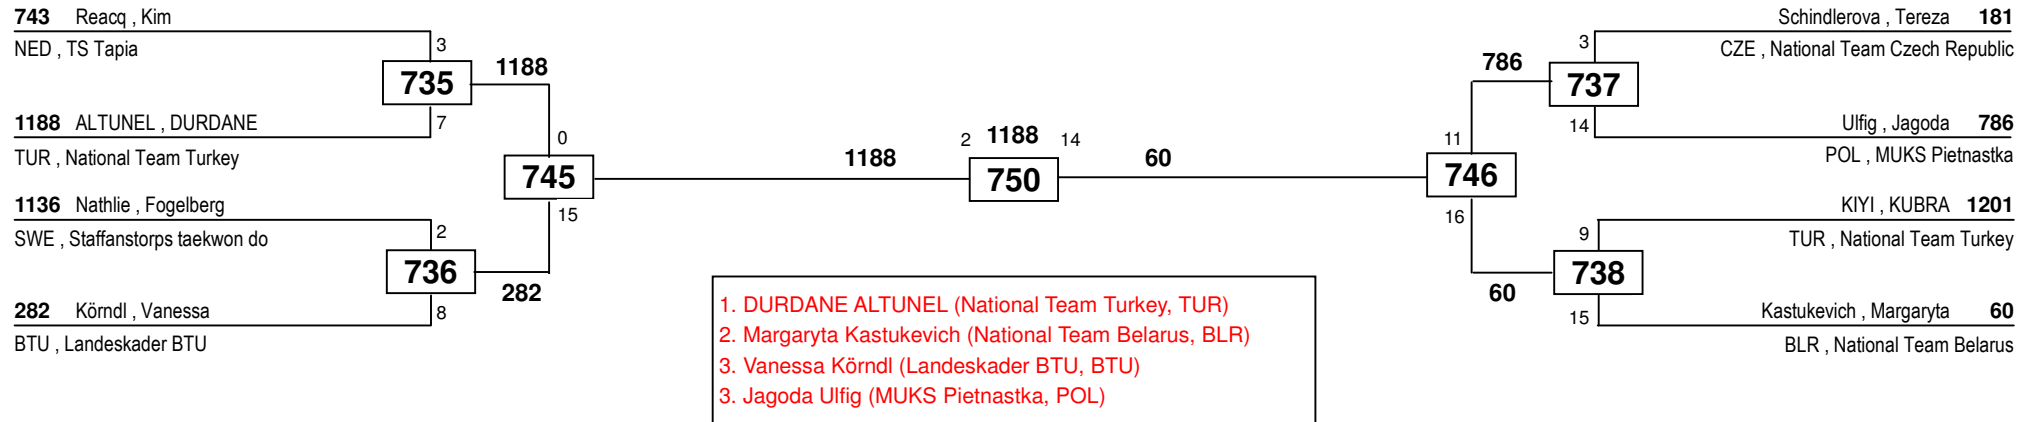 743 Reacq , Kim
NED , TS Tapia
3
735
1188
7
1188 ALTUNEL , DURDANE
TUR , National Team Turkey
0
745
15
1136 Nathlie , Fogelberg
SWE , Staffanstorps taekwon do
2
736
282
8
282 Körndl , Vanessa
BTU , Landeskader BTU
1188
2 1188 14
750
60
Schindlerova , Tereza 181
CZE , National Team Czech Republic
3
786
737
14
Ulfig , Jagoda 786
POL , MUKS Pietnastka
11
746
16
KIYI , KUBRA 1201
TUR , National Team Turkey
9
738
60
15
Kastukevich , Margaryta 60
BLR , National Team Belarus
1. DURDANE ALTUNEL (National Team Turkey, TUR)
2. Margaryta Kastukevich (National Team Belarus, BLR)
3. Vanessa Körndl (Landeskader BTU, BTU)
3. Jagoda Ulfig (MUKS Pietnastka, POL)